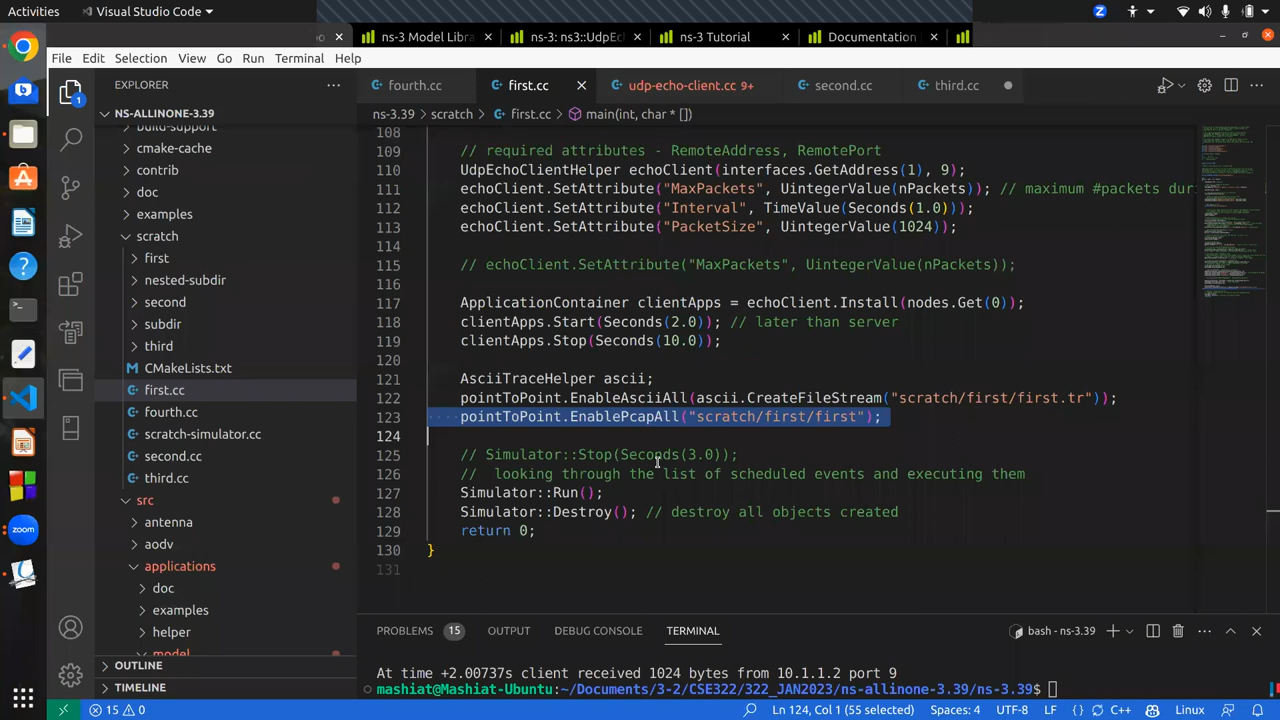 Activities
Visual Studio Code
ns-3 Model Libra
ns-3: ns3::UdpEc
ns-3 Tutorial
Documentation
File Edit Selection View Go Run Terminal Help
EXPLORER
fourth.cc
first.cc
udp-echo-client.cc 9+
second.cc
third.cc
NS-ALLINONE-3.39
ns-3.39 > scratch > first.cc > main(int, char * [])
build-support
cmake-cache
contrib
doc
examples
scratch
first
nested-subdir
second
subdir
third
CMakeLists.txt
first.cc
fourth.cc
scratch-simulator.cc
second.cc
third.cc
src
antenna
aodv
applications
doc
examples
helper
model
OUTLINE
TIMELINE
108
109 // required attributes - RemoteAddress, RemotePort
110 UdpEchoClientHelper echoClient(interfaces.GetAddress(1), 9);
111 echoClient.SetAttribute("MaxPackets", UintegerValue(nPackets)); // maximum #packets duri
112 echoClient.SetAttribute("Interval", TimeValue(Seconds(1.0)));
113 echoClient.SetAttribute("PacketSize", UintegerValue(1024));
114
115 // echoClient.SetAttribute("MaxPackets", UintegerValue(nPackets));
116
117 ApplicationContainer clientApps = echoClient.Install(nodes.Get(0));
118 clientApps.Start(Seconds(2.0)); // later than server
119 clientApps.Stop(Seconds(10.0));
120
121 AsciiTraceHelper ascii;
122 pointToPoint.EnableAsciiAll(ascii.CreateFileStream("scratch/first/first.tr"));
123 pointToPoint.EnablePcapAll("scratch/first/first");
124
125 // Simulator::Stop(Seconds(3.0));
126 // looking through the list of scheduled events and executing them
127 Simulator::Run();
128 Simulator::Destroy(); // destroy all objects created
129 return 0;
130 }
131
PROBLEMS 15 OUTPUT DEBUG CONSOLE TERMINAL
bash - ns-3.39
At time +2.00737s client received 1024 bytes from 10.1.1.2 port 9
mashiat@Mashiat-Ubuntu:~/Documents/3-2/CSE322/322_JAN2023/ns-allinone-3.39/ns-3.39$
15 0
Ln 124, Col 1 (55 selected) Spaces: 4 UTF-8 LF {} C++ Linux